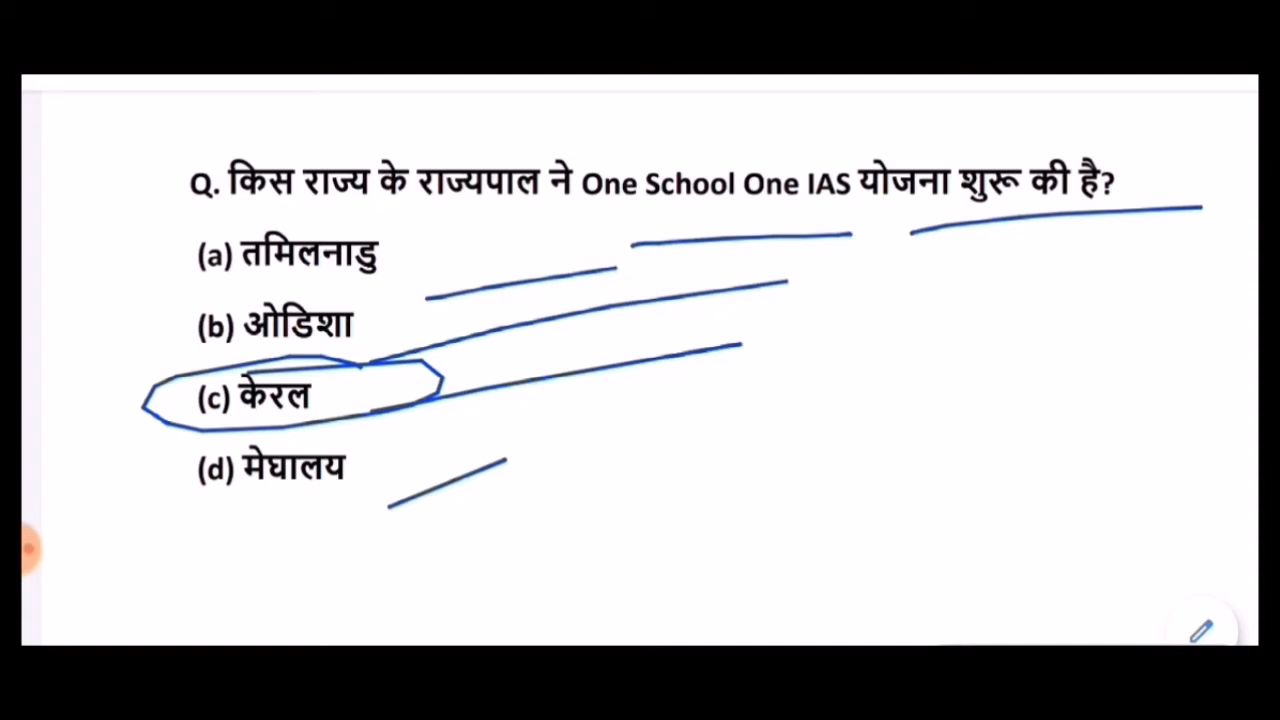 Q. किस राज्य के राज्यपाल ने One School One IAS योजना शुरू की है?
(a) तमिलनाडु
(b) ओडिशा
(c) केरल
(d) मेघालय